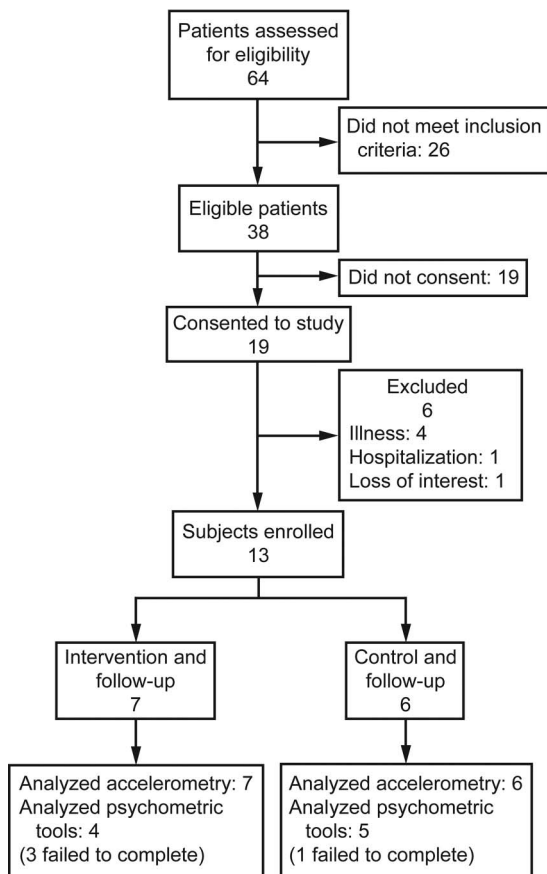 Patients assessed
for eligibility
64
Did not meet inclusion
criteria: 26
Eligible patients
38
Did not consent: 19
Consented to study
19
Excluded
6
Illness: 4
Hospitalization: 1
Loss of interest: 1
Subjects enrolled
13
Intervention and
follow-up
7
Control and
follow-up
6
Analyzed accelerometry: 7
Analyzed psychometric
tools: 4
(3 failed to complete)
Analyzed accelerometry: 6
Analyzed psychometric
tools: 5
(1 failed to complete)